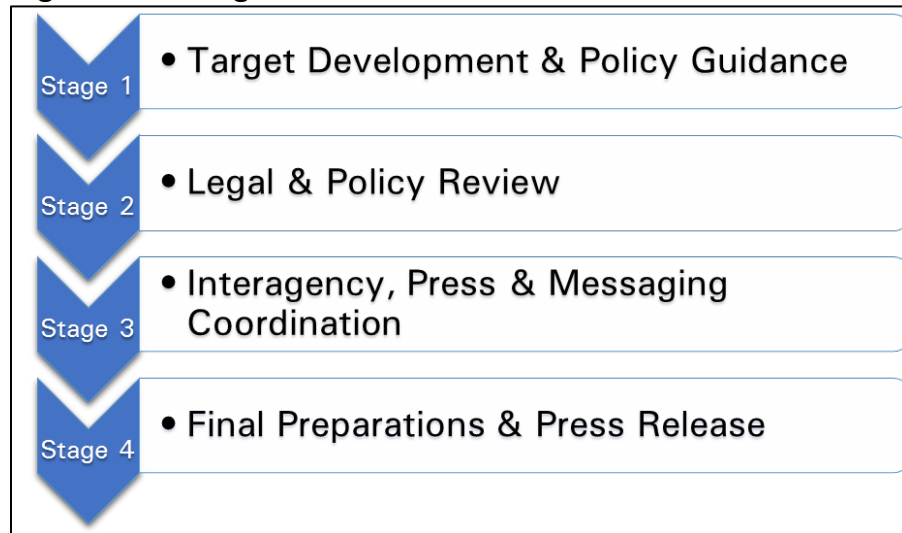 Stage 1
• Target Development & Policy Guidance
Stage 2
• Legal & Policy Review
Stage 3
• Interagency, Press & Messaging
Coordination
Stage 4
• Final Preparations & Press Release